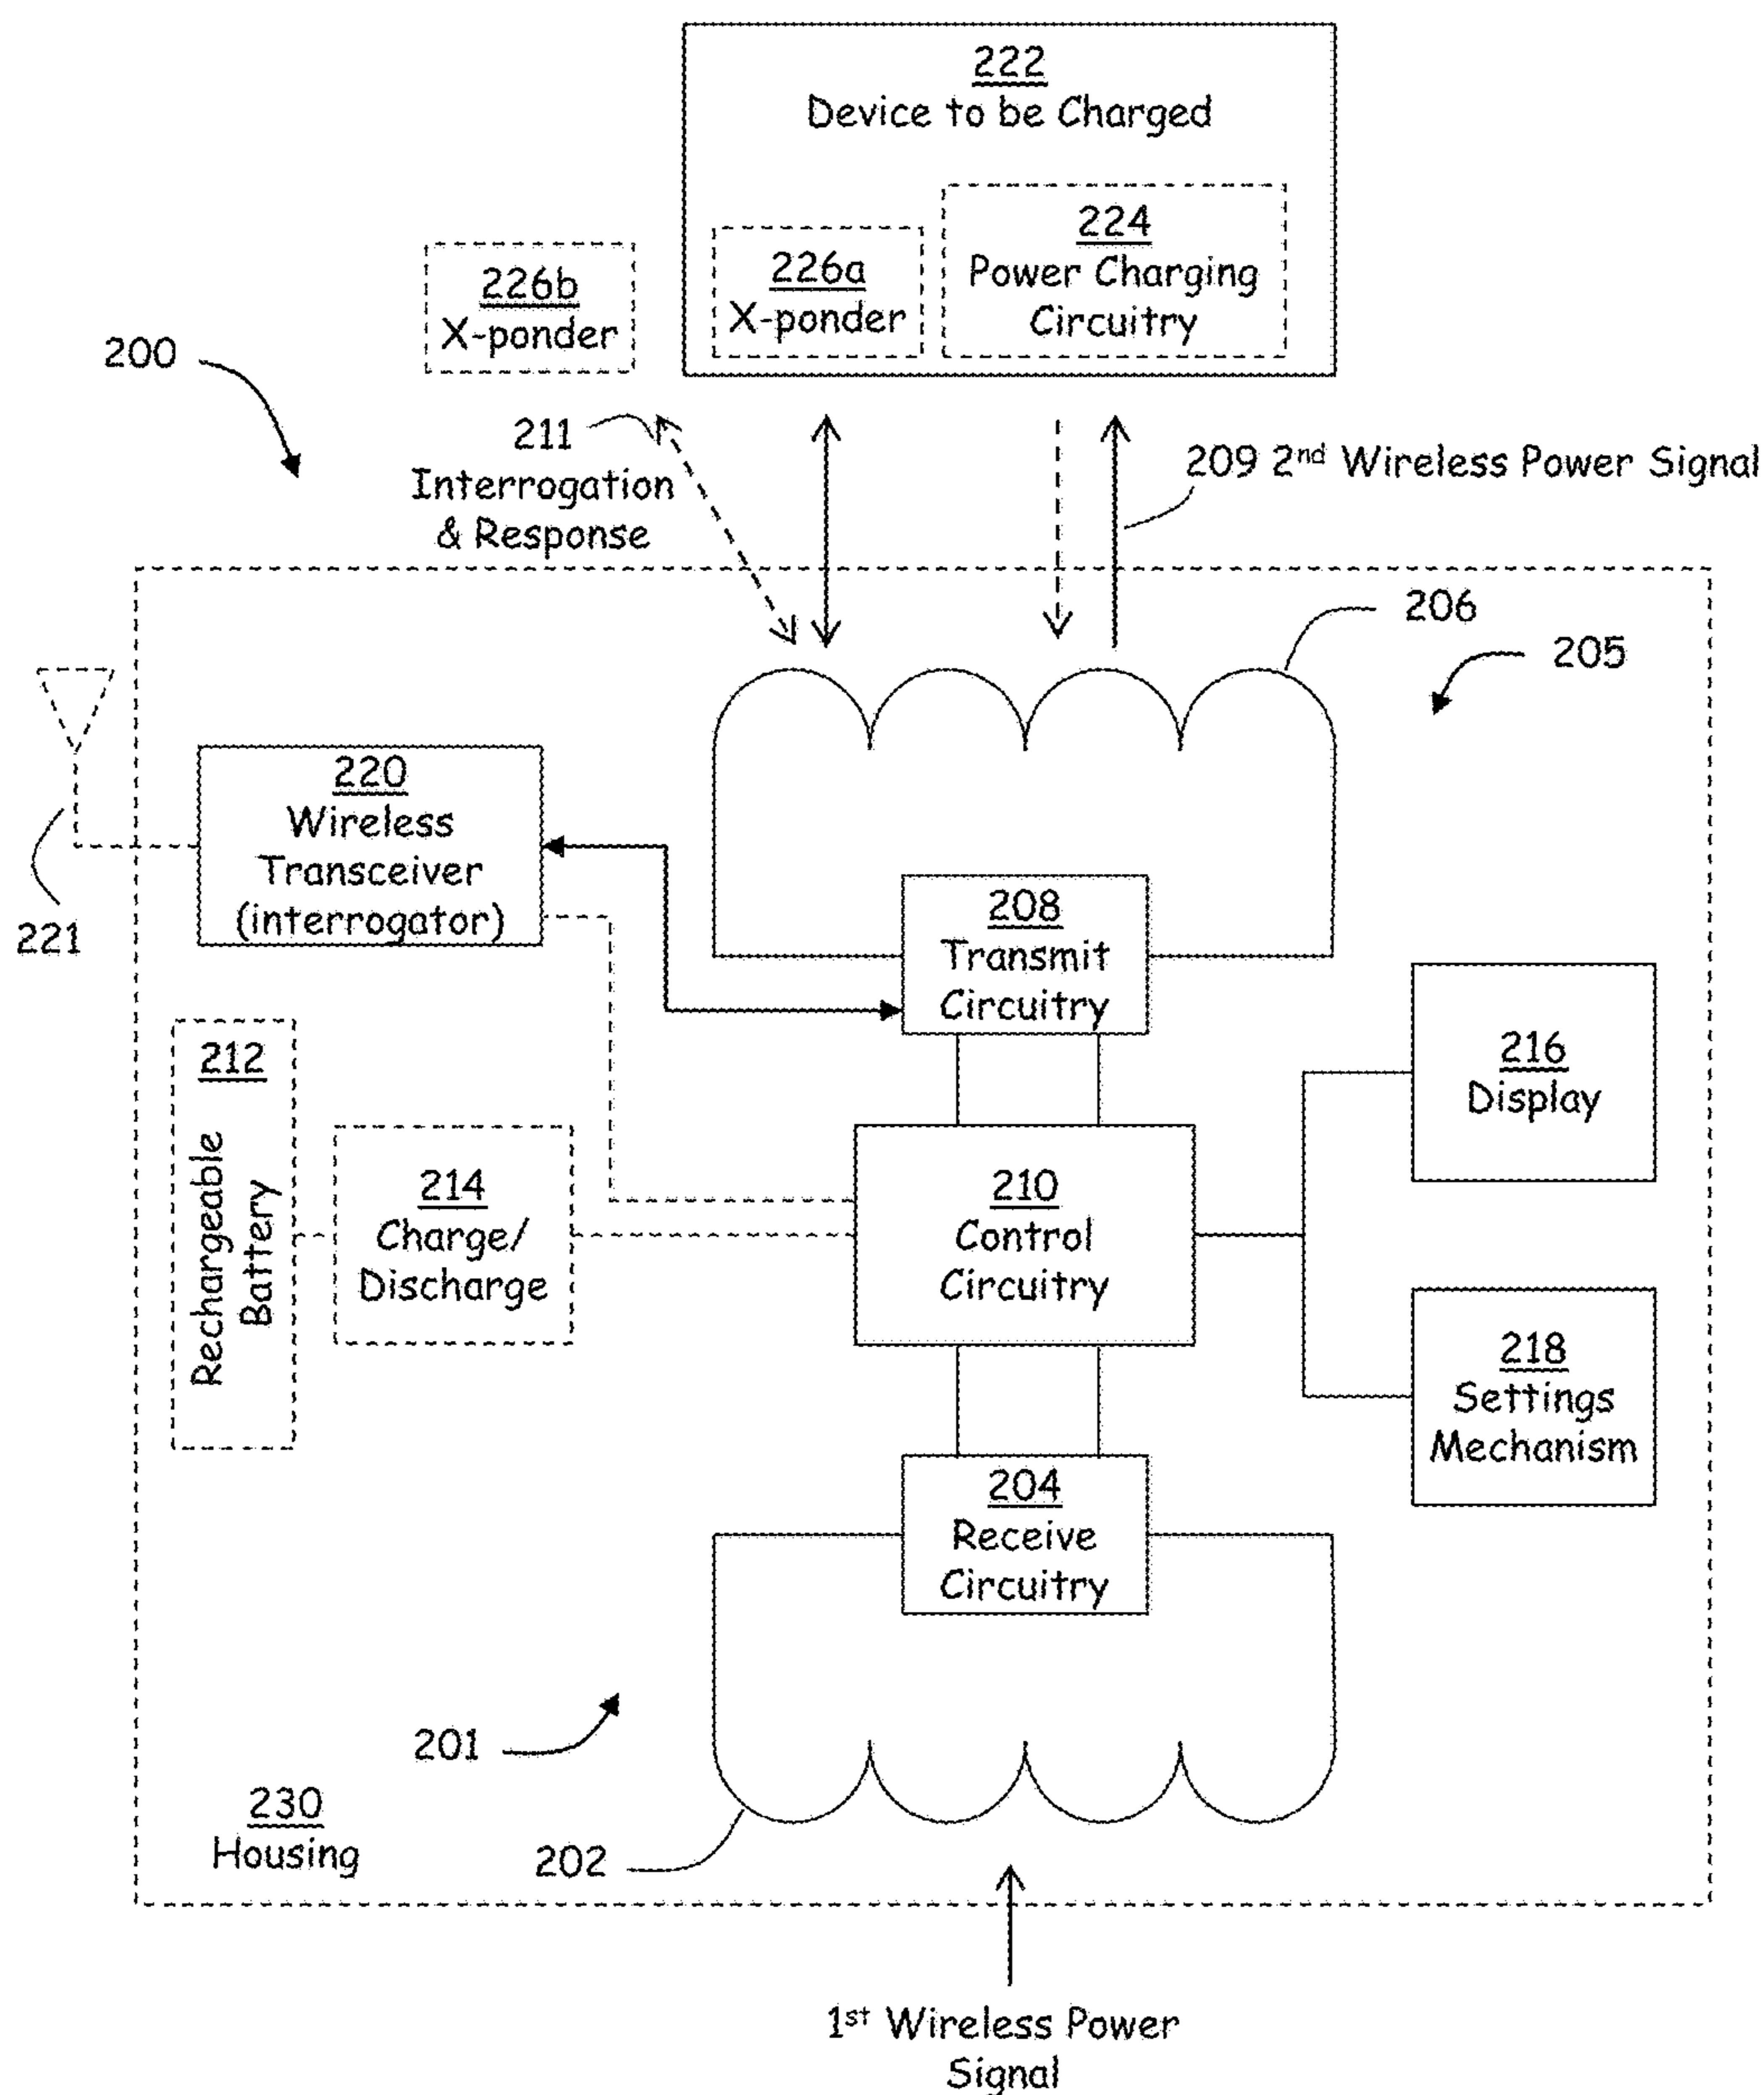 222
Device to be Charged
224
Power Charging
Circuitry
226a
X-ponder
226b
X-ponder
200
211
Interrogation
& Response
209 2nd Wireless Power Signal
206
205
220
Wireless
Transceiver
(interrogator)
221
208
Transmit
Circuitry
212
Rechargeable
Battery
214
Charge/
Discharge
210
Control
Circuitry
216
Display
218
Settings
Mechanism
204
Receive
Circuitry
201
202
230
Housing
1st Wireless Power
Signal